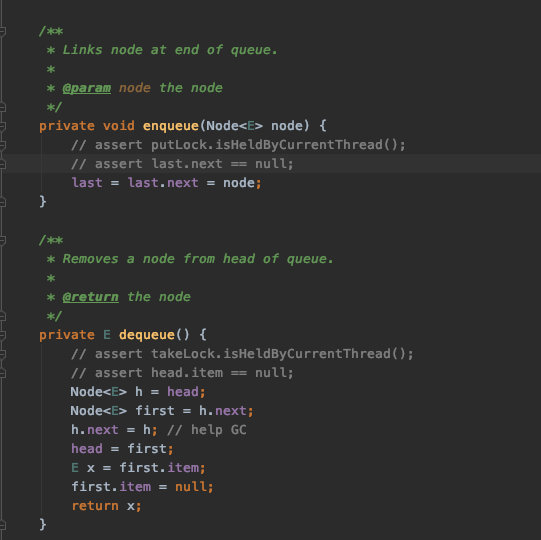 /**
 * Links node at end of queue.
 *
 * @param node the node
 */
private void enqueue(Node<E> node) {
    // assert putLock.isHeldByCurrentThread();
    // assert last.next == null;
    last = last.next = node;
}
/**
 * Removes a node from head of queue.
 *
 * @return the node
 */
private E dequeue() {
    // assert takeLock.isHeldByCurrentThread();
    // assert head.item == null;
    Node<E> h = head;
    Node<E> first = h.next;
    h.next = h; // help GC
    head = first;
    E x = first.item;
    first.item = null;
    return x;
}